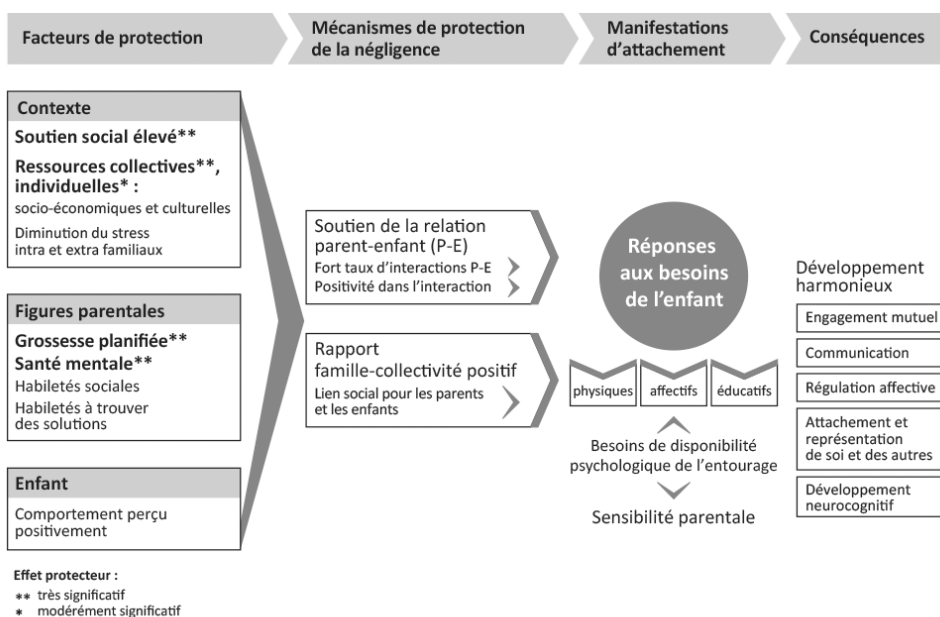 Facteurs de protection
Mécanismes de protection
de la négligence
Manifestations
d'attachement
Conséquences
Contexte
Soutien social élevé**
Ressources collectives**,
individuelles* :
socio-économiques et culturelles
Diminution du stress
intra et extra familiaux
Figures parentales
Grossesse planifiée**
Santé mentale**
Habiletés sociales
Habiletés à trouver
des solutions
Enfant
Comportement perçu
positivement
Effet protecteur :
** très significatif
* modérément significatif
Soutien de la relation
parent-enfant (P-E)
Fort taux d'interactions P-E
Positivité dans l'interaction
Rapport
famille-collectivité positif
Lien social pour les parents
et les enfants
Réponses
aux besoins
de l'enfant
physiques
affectifs
éducatifs
Besoins de disponibilité
psychologique de l'entourage
Sensibilité parentale
Développement
harmonieux
Engagement mutuel
Communication
Régulation affective
Attachement et
représentation
de soi et des autres
Développement
neurocognitif